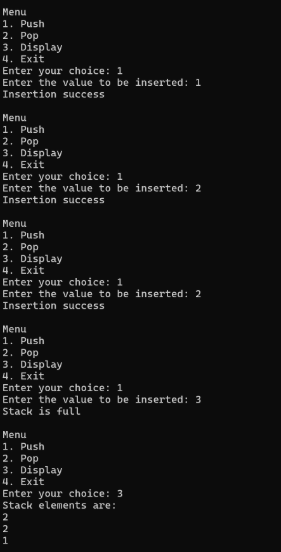 Menu
1. Push
2. Pop
3. Display
4. Exit
Enter your choice: 1
Enter the value to be inserted: 1
Insertion success
Menu
1. Push
2. Pop
3. Display
4. Exit
Enter your choice: 1
Enter the value to be inserted: 2
Insertion success
Menu
1. Push
2. Pop
3. Display
4. Exit
Enter your choice: 1
Enter the value to be inserted: 2
Insertion success
Menu
1. Push
2. Pop
3. Display
4. Exit
Enter your choice: 1
Enter the value to be inserted: 3
Stack is full
Menu
1. Push
2. Pop
3. Display
4. Exit
Enter your choice: 3
Stack elements are:
2
2
1